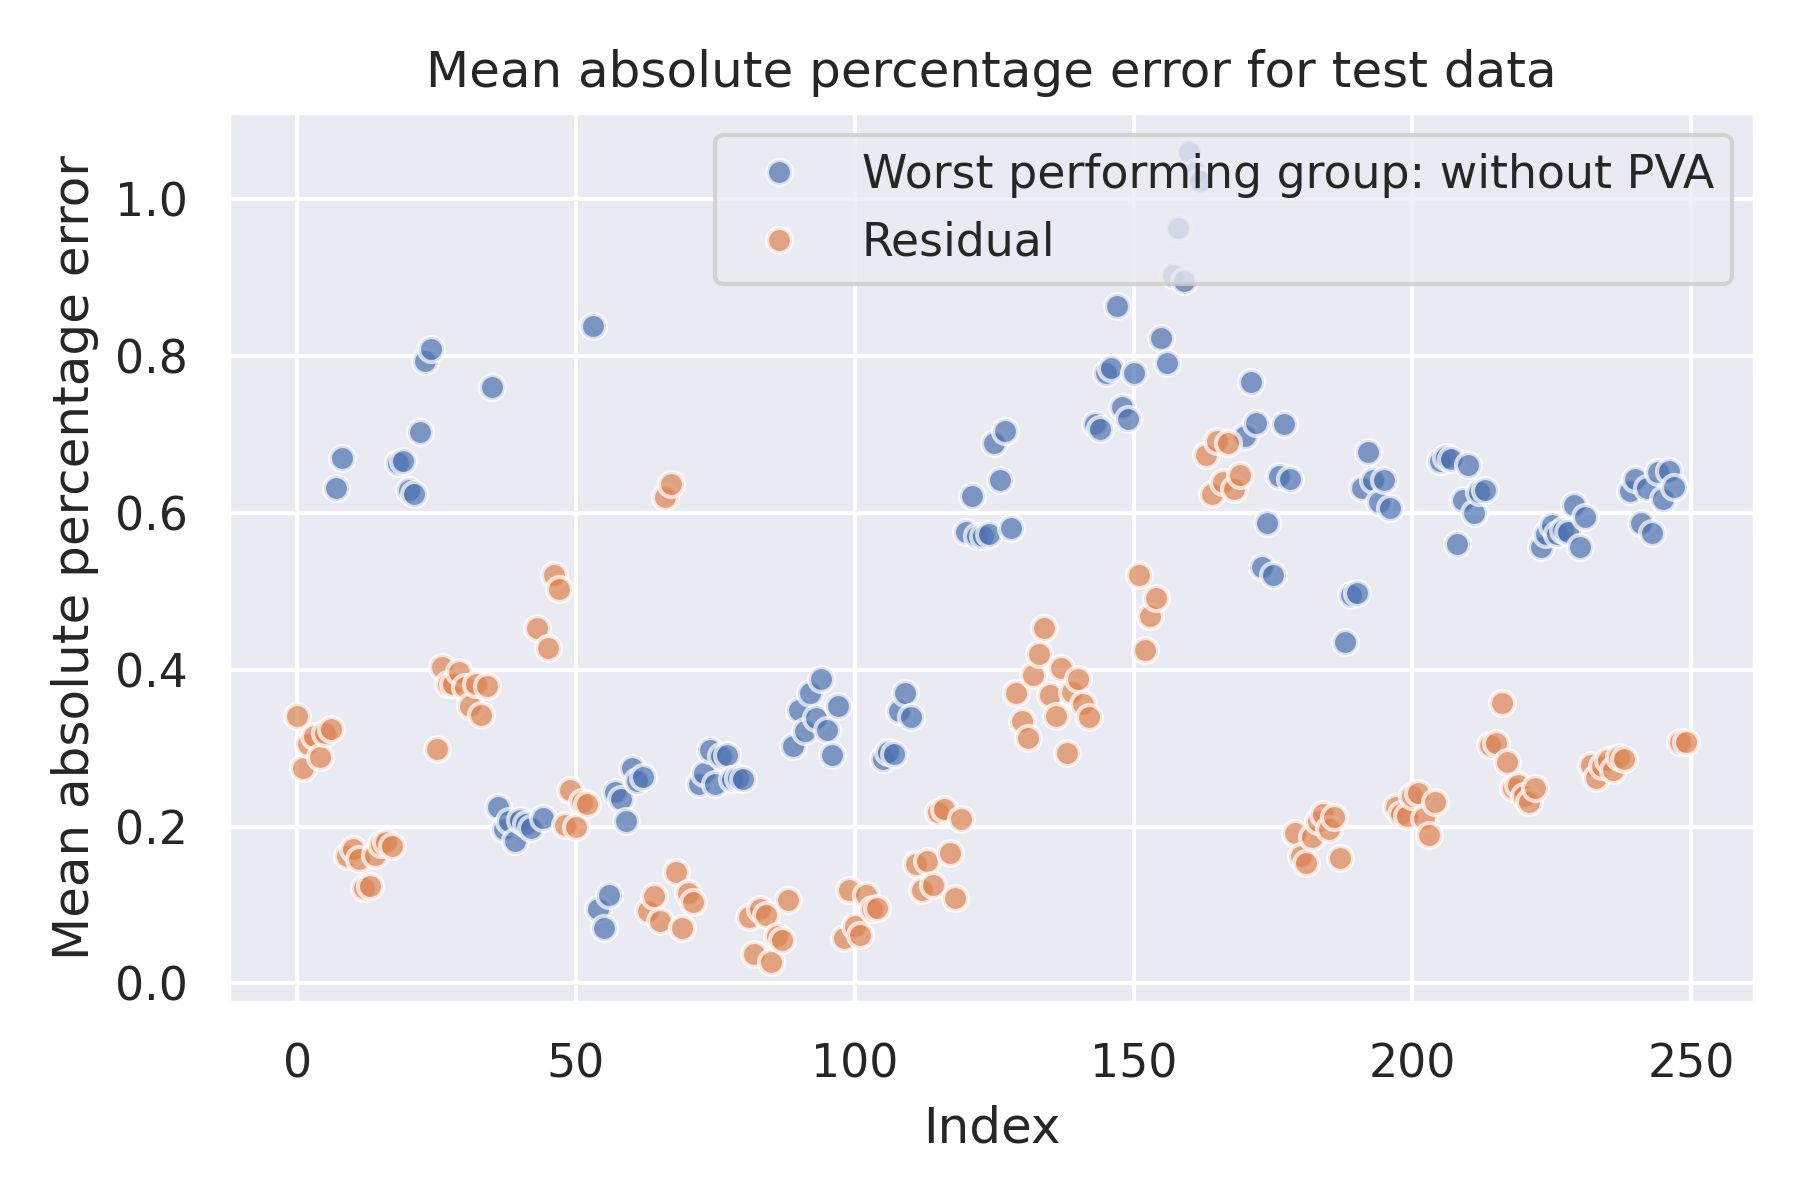 Mean absolute percentage error for test data
Worst performing group: without PVA
Residual
Mean absolute percentage error
1.0
0.8
0.6
0.4
0.2
0.0
0
50
100
150
200
250
Index